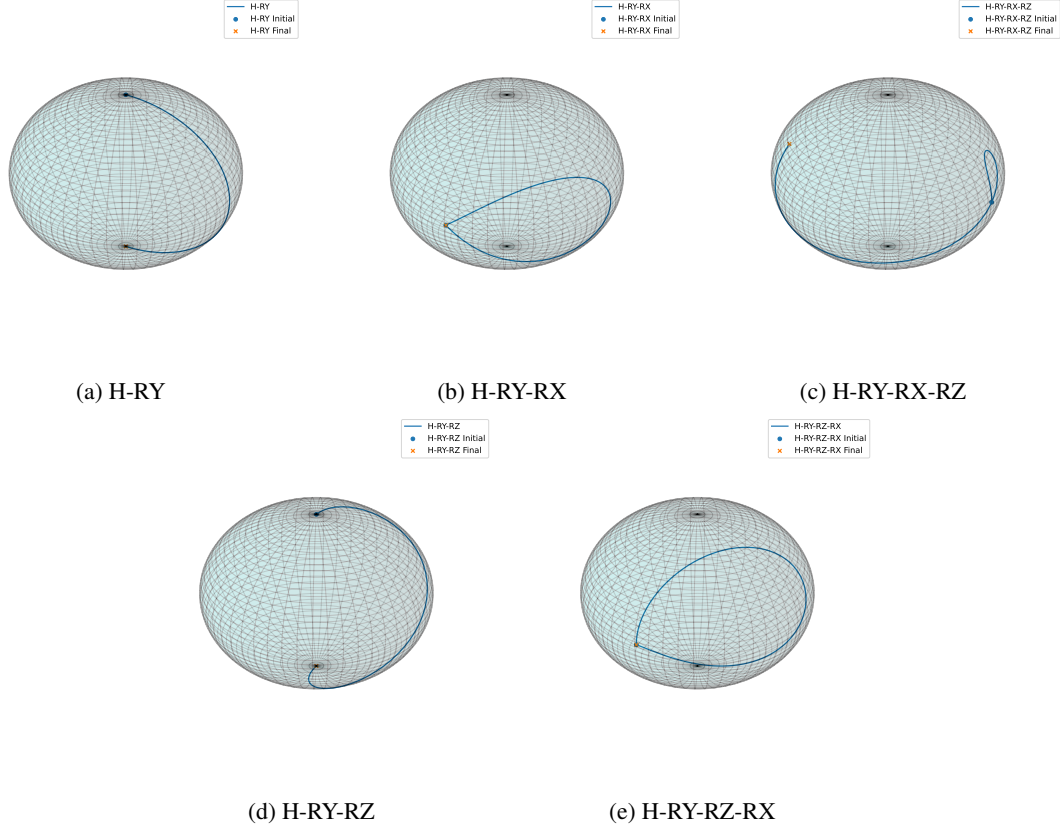 H-RY
H-RY Initial
H-RY Final
H-RY-RX
H-RY-RX Initial
H-RY-RX Final
H-RY-RX-RZ
H-RY-RX-RZ Initial
H-RY-RX-RZ Final
(a) H-RY
(b) H-RY-RX
(c) H-RY-RX-RZ
H-RY-RZ
H-RY-RZ Initial
H-RY-RZ Final
H-RY-RZ-RX
H-RY-RZ-RX Initial
H-RY-RZ-RX Final
(d) H-RY-RZ
(e) H-RY-RZ-RX